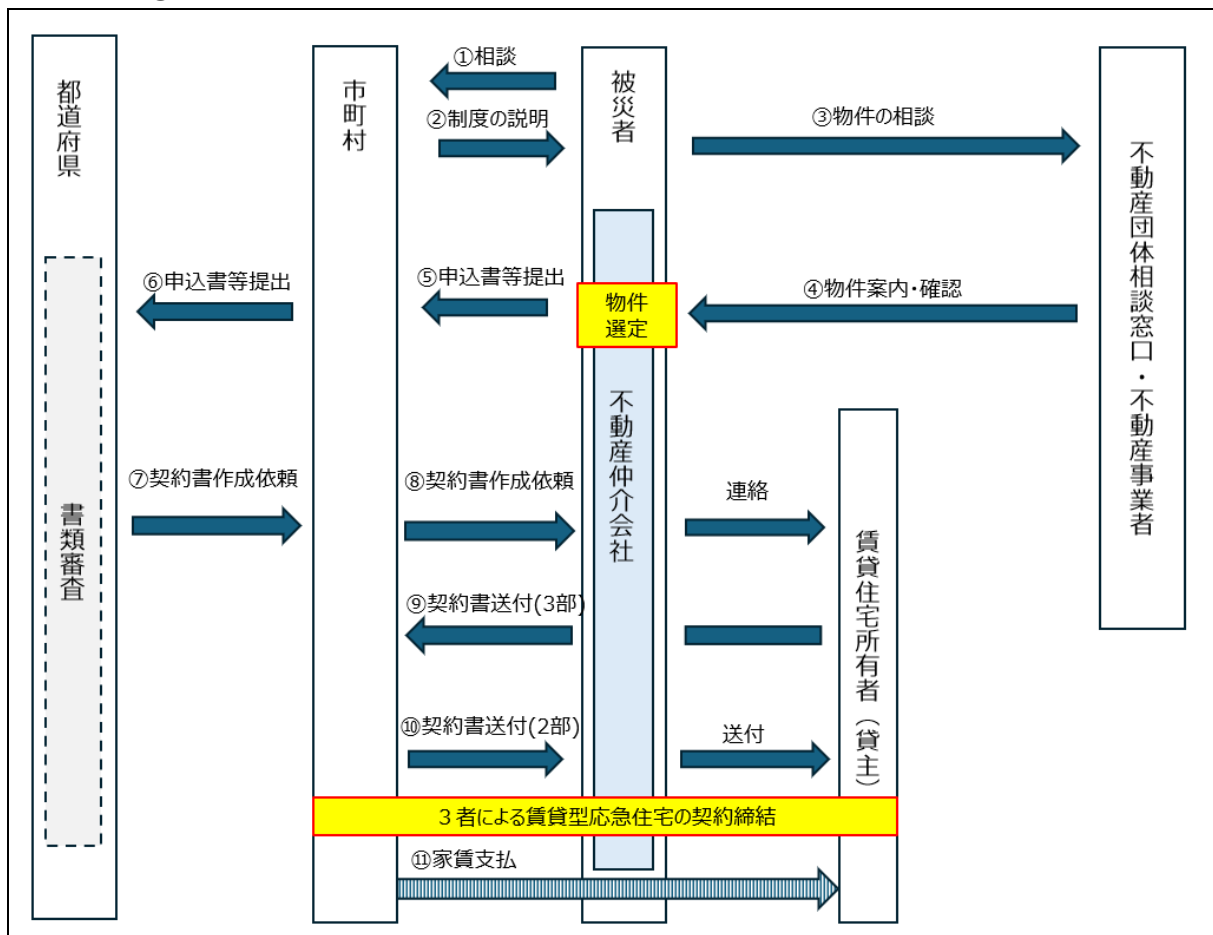 都道府県
市町村
被災者
不動産団体相談窓口・不動産事業者
①相談
②制度の説明
③物件の相談
④物件案内・確認
⑤申込書等提出
⑥申込書等提出
物件
選定
書類審査
不動産仲介会社
賃貸住宅所有者（貸主）
⑦契約書作成依頼
⑧契約書作成依頼
連絡
⑨契約書送付(3部)
⑩契約書送付(2部)
送付
３者による賃貸型応急住宅の契約締結
⑪家賃支払